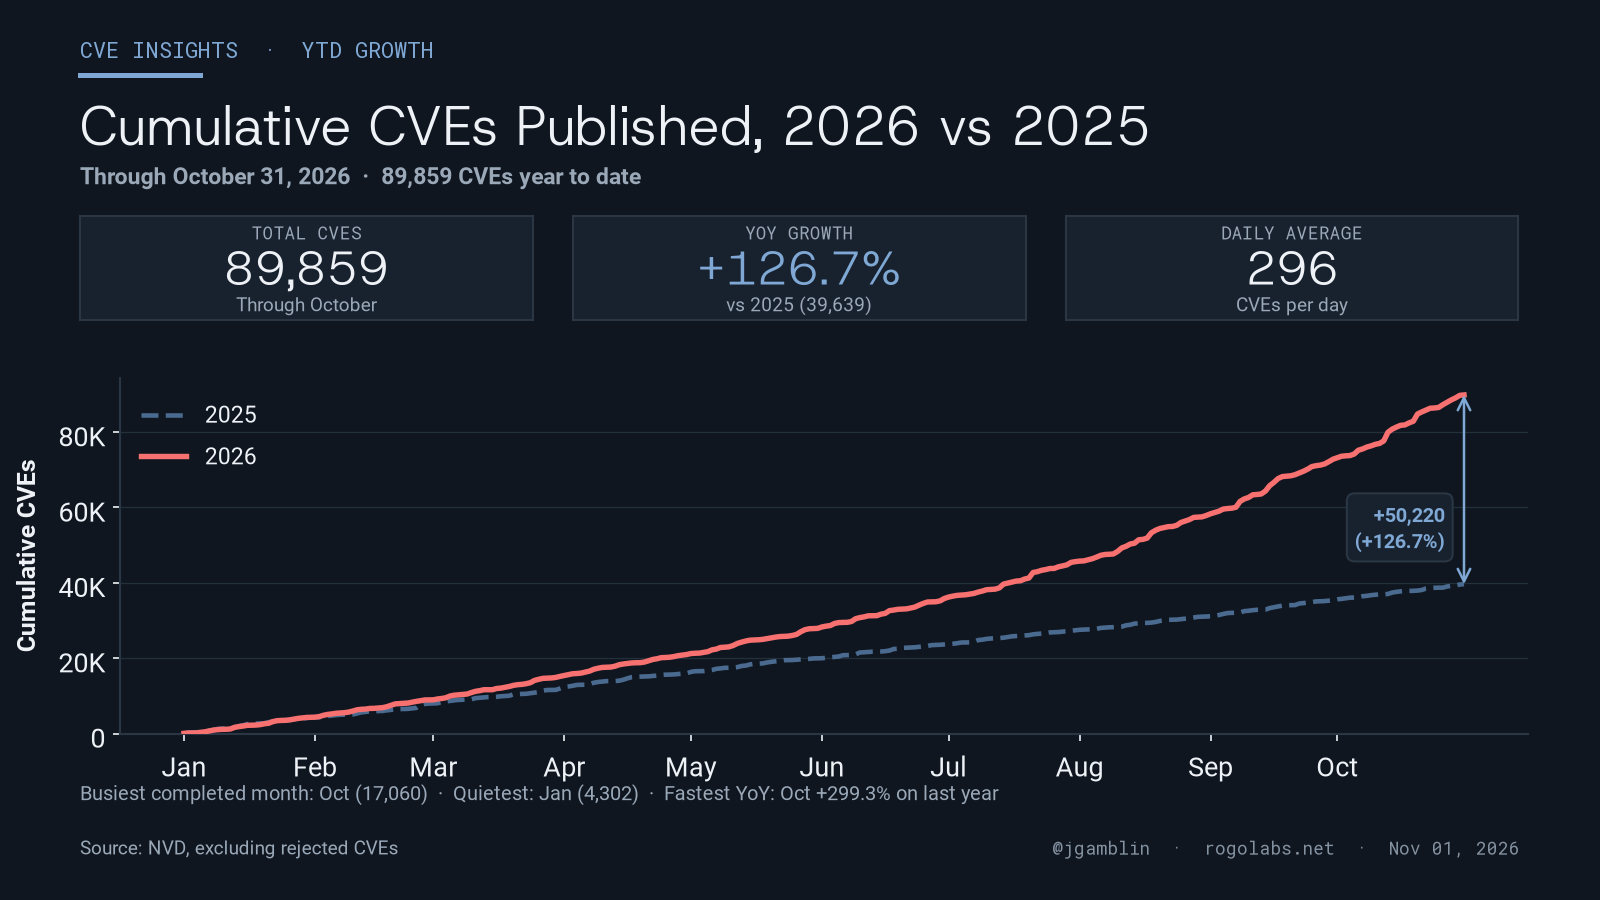 CVE INSIGHTS · YTD GROWTH
Cumulative CVEs Published, 2026 vs 2025
Through October 31, 2026 · 89,859 CVEs year to date
TOTAL CVES
89,859
Through October
YOY GROWTH
+126.7%
vs 2025 (39,639)
DAILY AVERAGE
296
CVEs per day
2025
2026
Cumulative CVEs
80K
60K
40K
20K
0
+50,220
(+126.7%)
Jan Feb Mar Apr May Jun Jul Aug Sep Oct
Busiest completed month: Oct (17,060) · Quietest: Jan (4,302) · Fastest YoY: Oct +299.3% on last year
Source: NVD, excluding rejected CVEs
@jgamblin · rogolabs.net · Nov 01, 2026